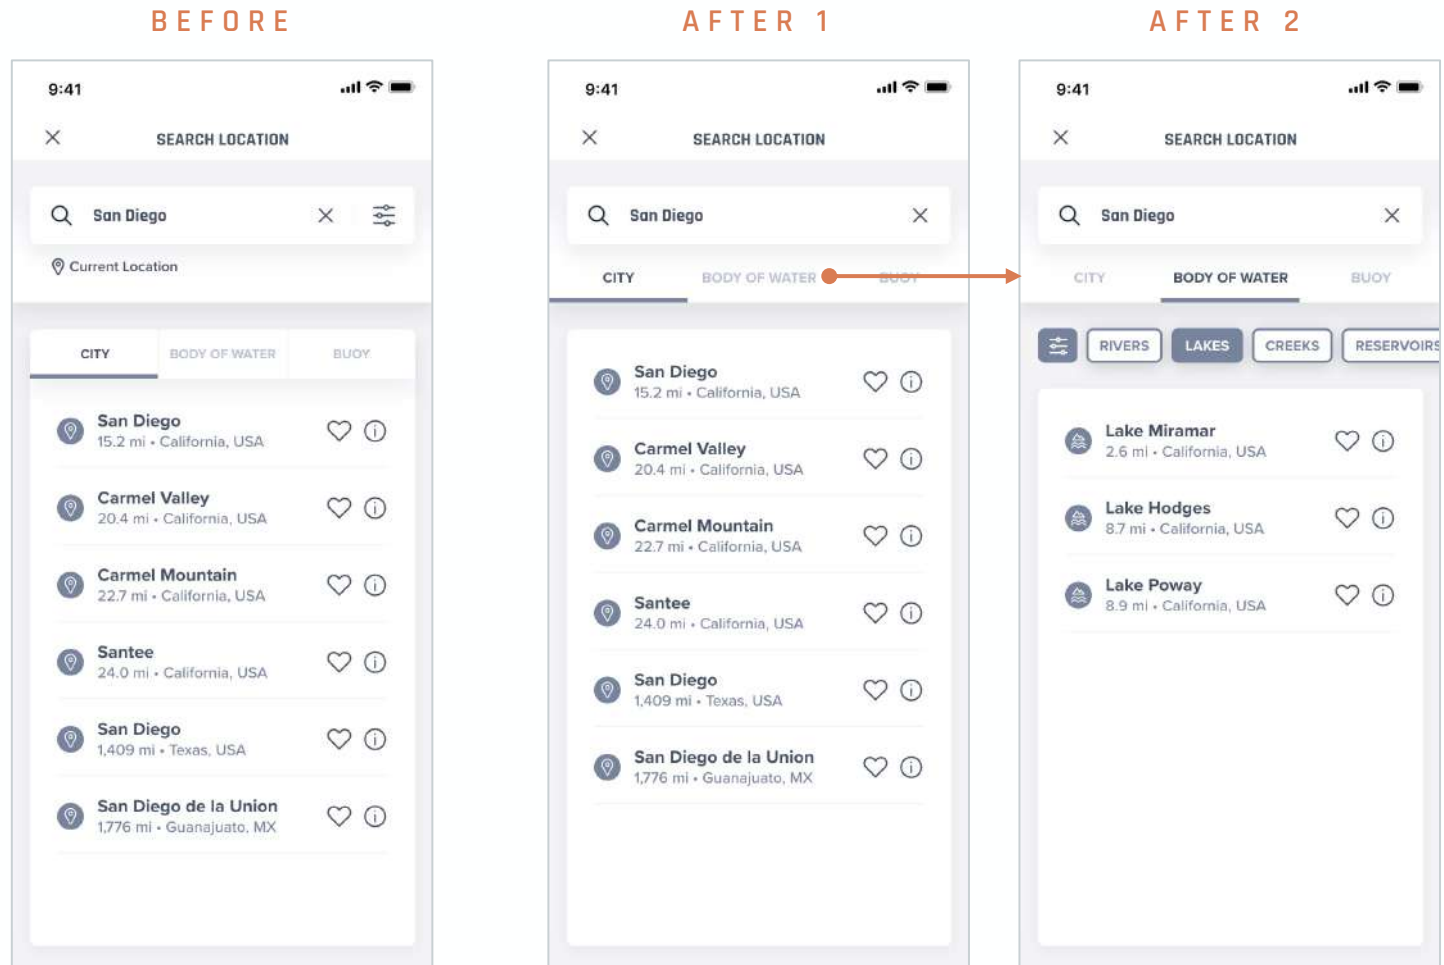 BEFORE
9:41
SEARCH LOCATION
San Diego
Current Location
CITY BODY OF WATER BUOY
San Diego
15.2 mi • California, USA
Carmel Valley
20.4 mi • California, USA
Carmel Mountain
22.7 mi • California, USA
Santee
24.0 mi • California, USA
San Diego
1,409 mi • Texas, USA
San Diego de la Union
1,776 mi • Guanajuato, MX
AFTER 1
9:41
SEARCH LOCATION
San Diego
CITY BODY OF WATER BUOY
San Diego
15.2 mi • California, USA
Carmel Valley
20.4 mi • California, USA
Carmel Mountain
22.7 mi • California, USA
Santee
24.0 mi • California, USA
San Diego
1,409 mi • Texas, USA
San Diego de la Union
1,776 mi • Guanajuato, MX
AFTER 2
9:41
SEARCH LOCATION
San Diego
CITY BODY OF WATER BUOY
RIVERS LAKES CREEKS RESERVOIRS
Lake Miramar
2.6 mi • California, USA
Lake Hodges
8.7 mi • California, USA
Lake Poway
8.9 mi • California, USA